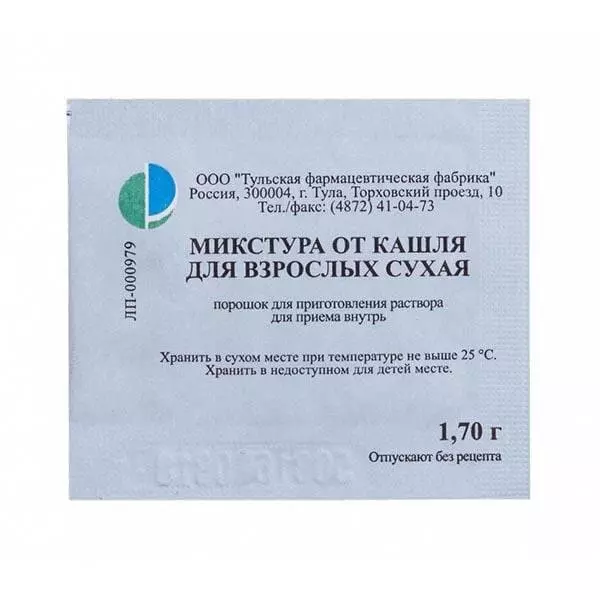 ООО "Тульская фармацевтическая фабрика"
Россия, 300004, г. Тула, Торховский проезд, 10
Тел./факс: (4872) 41-04-73
ЛП-000979
МИКСТУРА ОТ КАШЛЯ
ДЛЯ ВЗРОСЛЫХ СУХАЯ
порошок для приготовления раствора
для приема внутрь
Хранить в сухом месте при температуре не выше 25 °С.
Хранить в недоступном для детей месте.
1,70 г
Отпускают без рецепта